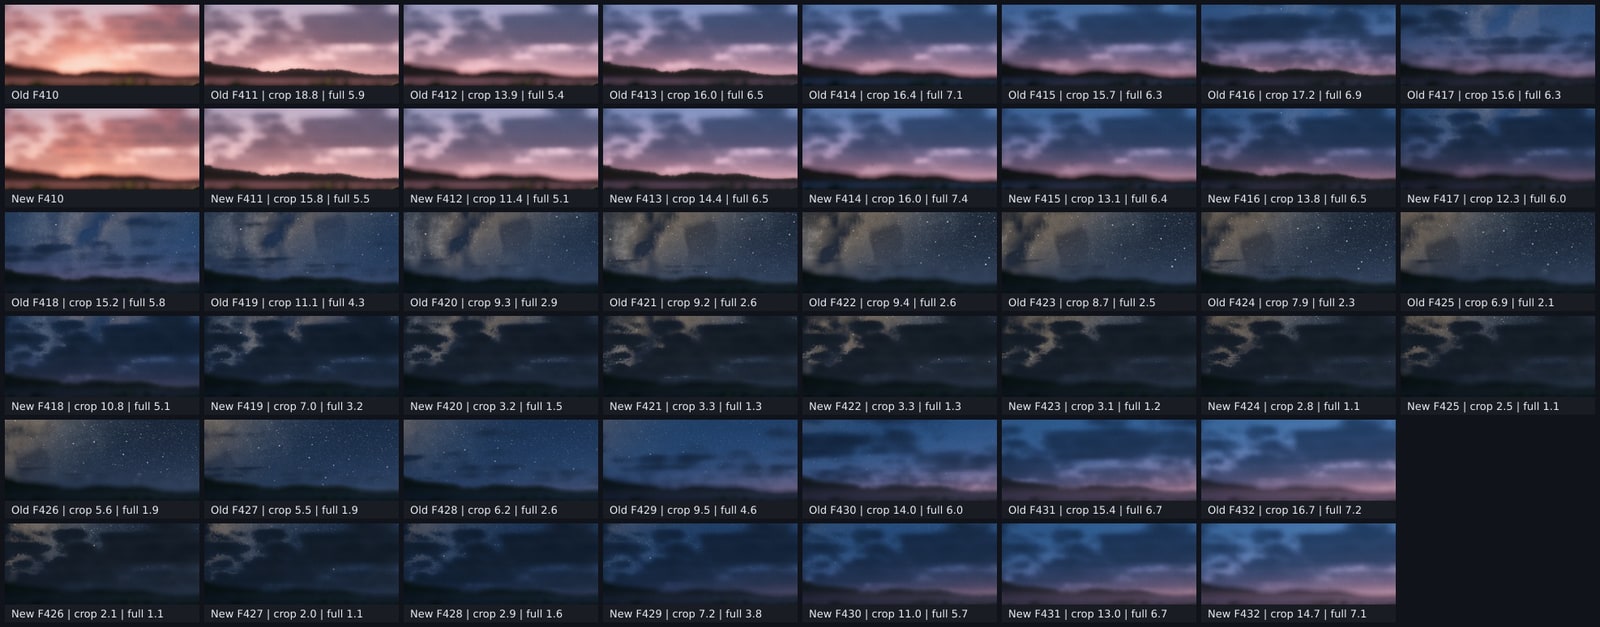 Old F410
Old F411 | crop 18.8 | full 5.9
Old F412 | crop 13.9 | full 5.4
Old F413 | crop 16.0 | full 6.5
Old F414 | crop 16.4 | full 7.1
Old F415 | crop 15.7 | full 6.3
Old F416 | crop 17.2 | full 6.9
Old F417 | crop 15.6 | full 6.3
New F410
New F411 | crop 15.8 | full 5.5
New F412 | crop 11.4 | full 5.1
New F413 | crop 14.4 | full 6.5
New F414 | crop 16.0 | full 7.4
New F415 | crop 13.1 | full 6.4
New F416 | crop 13.8 | full 6.5
New F417 | crop 12.3 | full 6.0
Old F418 | crop 15.2 | full 5.8
Old F419 | crop 11.1 | full 4.3
Old F420 | crop 9.3 | full 2.9
Old F421 | crop 9.2 | full 2.6
Old F422 | crop 9.4 | full 2.6
Old F423 | crop 8.7 | full 2.5
Old F424 | crop 7.9 | full 2.3
Old F425 | crop 6.9 | full 2.1
New F418 | crop 10.8 | full 5.1
New F419 | crop 7.0 | full 3.2
New F420 | crop 3.2 | full 1.5
New F421 | crop 3.3 | full 1.3
New F422 | crop 3.3 | full 1.3
New F423 | crop 3.1 | full 1.2
New F424 | crop 2.8 | full 1.1
New F425 | crop 2.5 | full 1.1
Old F426 | crop 5.6 | full 1.9
Old F427 | crop 5.5 | full 1.9
Old F428 | crop 6.2 | full 2.6
Old F429 | crop 9.5 | full 4.6
Old F430 | crop 14.0 | full 6.0
Old F431 | crop 15.4 | full 6.7
Old F432 | crop 16.7 | full 7.2
New F426 | crop 2.1 | full 1.1
New F427 | crop 2.0 | full 1.1
New F428 | crop 2.9 | full 1.6
New F429 | crop 7.2 | full 3.8
New F430 | crop 11.0 | full 5.7
New F431 | crop 13.0 | full 6.7
New F432 | crop 14.7 | full 7.1